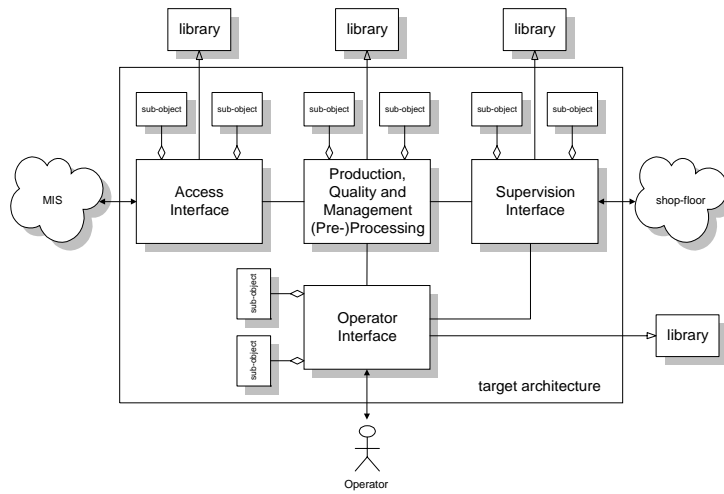 library
library
library
sub-object
sub-object
sub-object
sub-object
sub-object
sub-object
MIS
Access
Interface
Production,
Quality and
Management
(Pre-)Processing
Supervision
Interface
shop-floor
sub-object
Operator
Interface
library
sub-object
target architecture
Operator